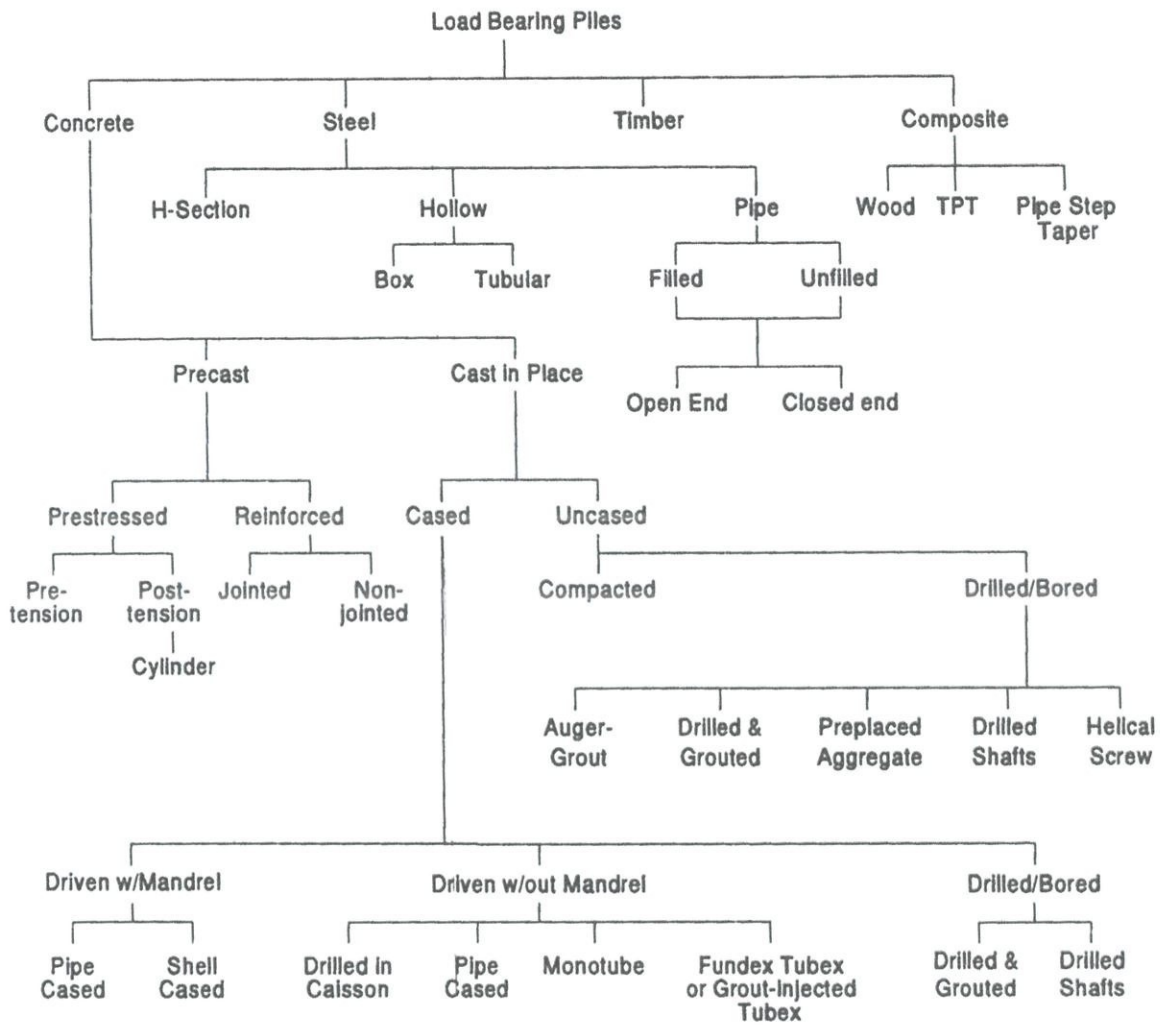 Load Bearing Piles
Concrete Steel Timber Composite
H-Section Hollow Pipe Wood TPT Pipe Step
Taper
Box Tubular Filled Unfilled
Precast Cast in Place
Open End Closed end
Prestressed Reinforced Cased Uncased
Pre- Post- Jointed Non-
tension tension jointed
Compacted Drilled/Bored
Cylinder
Auger- Drilled & Preplaced Drilled Helical
Grout Grouted Aggregate Shafts Screw
Driven w/Mandrel Driven w/out Mandrel Drilled/Bored
Pipe Shell Drilled in Pipe Monotube Fundex Tubex Drilled & Drilled
Cased Cased Caisson Cased or Grout-Injected Grouted Shafts
Tubex